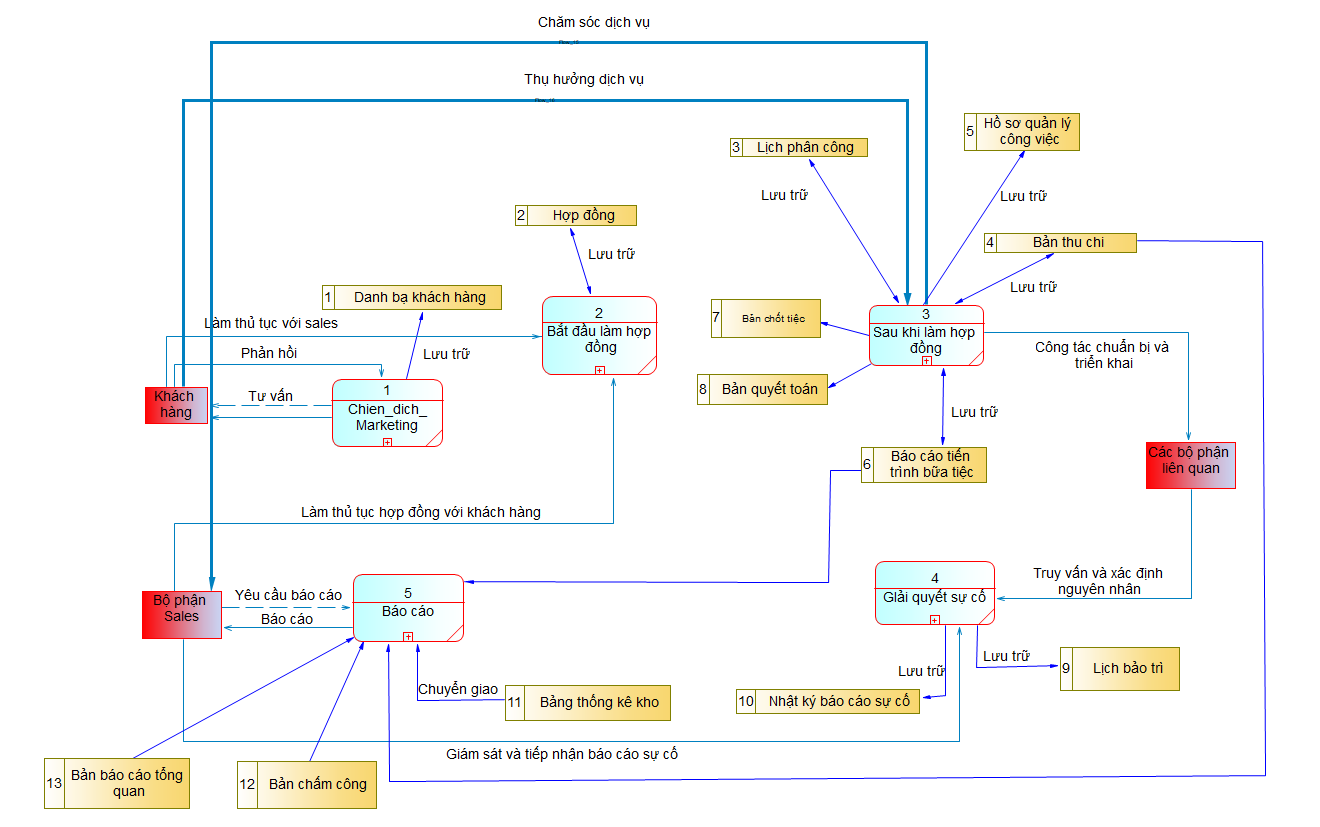 Chăm sóc dịch vụ
Thụ hưởng dịch vụ
5
Hồ sơ quản lý
công việc
3
Lịch phân công
Lưu trữ
Lưu trữ
2
Hợp đồng
4
Bản thu chi
Lưu trữ
Lưu trữ
1
Danh bạ khách hàng
2
Bắt đầu làm hợp
đồng
7
Bản chốt tiệc
3
Sau khi làm hợp
đồng
Làm thủ tục với sales
Phản hồi
Lưu trữ
Công tác chuẩn bị và
triển khai
Khách
hàng
Tư vấn
1
Chien_dich_
Marketing
8
Bản quyết toán
Lưu trữ
6
Báo cáo tiến
trình bữa tiệc
Các bộ phận
liên quan
Làm thủ tục hợp đồng với khách hàng
Bộ phận
Sales
Yêu cầu báo cáo
Báo cáo
5
Báo cáo
4
Giải quyết sự cố
Truy vấn và xác định
nguyên nhân
Lưu trữ
Lưu trữ
9
Lịch bảo trì
Chuyển giao
11
Bảng thống kê kho
10
Nhật ký báo cáo sự cố
Giám sát và tiếp nhận báo cáo sự cố
13
Bản báo cáo tổng
quan
12
Bản chấm công